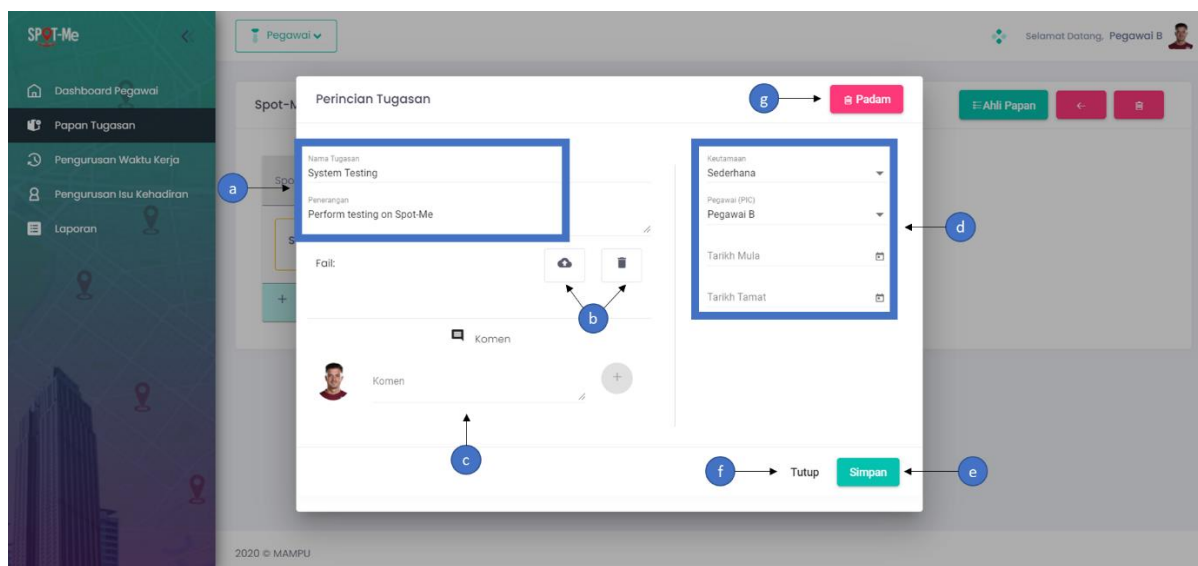 SPOT-Me
Pegawai
Selamat Datang, Pegawai B
Dashboard Pegawai
Papan Tugasan
Pengurusan Waktu Kerja
Pengurusan Isu Kehadiran
Laporan
Spot-M
Ahli Papan
Perincian Tugasan
g
Padam
a
Spo
S
+
Nama Tugasan
System Testing
Penerangan
Perform testing on Spot-Me
Fail:
b
Komen
Komen
+
c
Keutamaan
Sederhana
Pegawai (PIC)
Pegawai B
Tarikh Mula
Tarikh Tamat
d
f
Tutup
Simpan
e
2020 © MAMPU